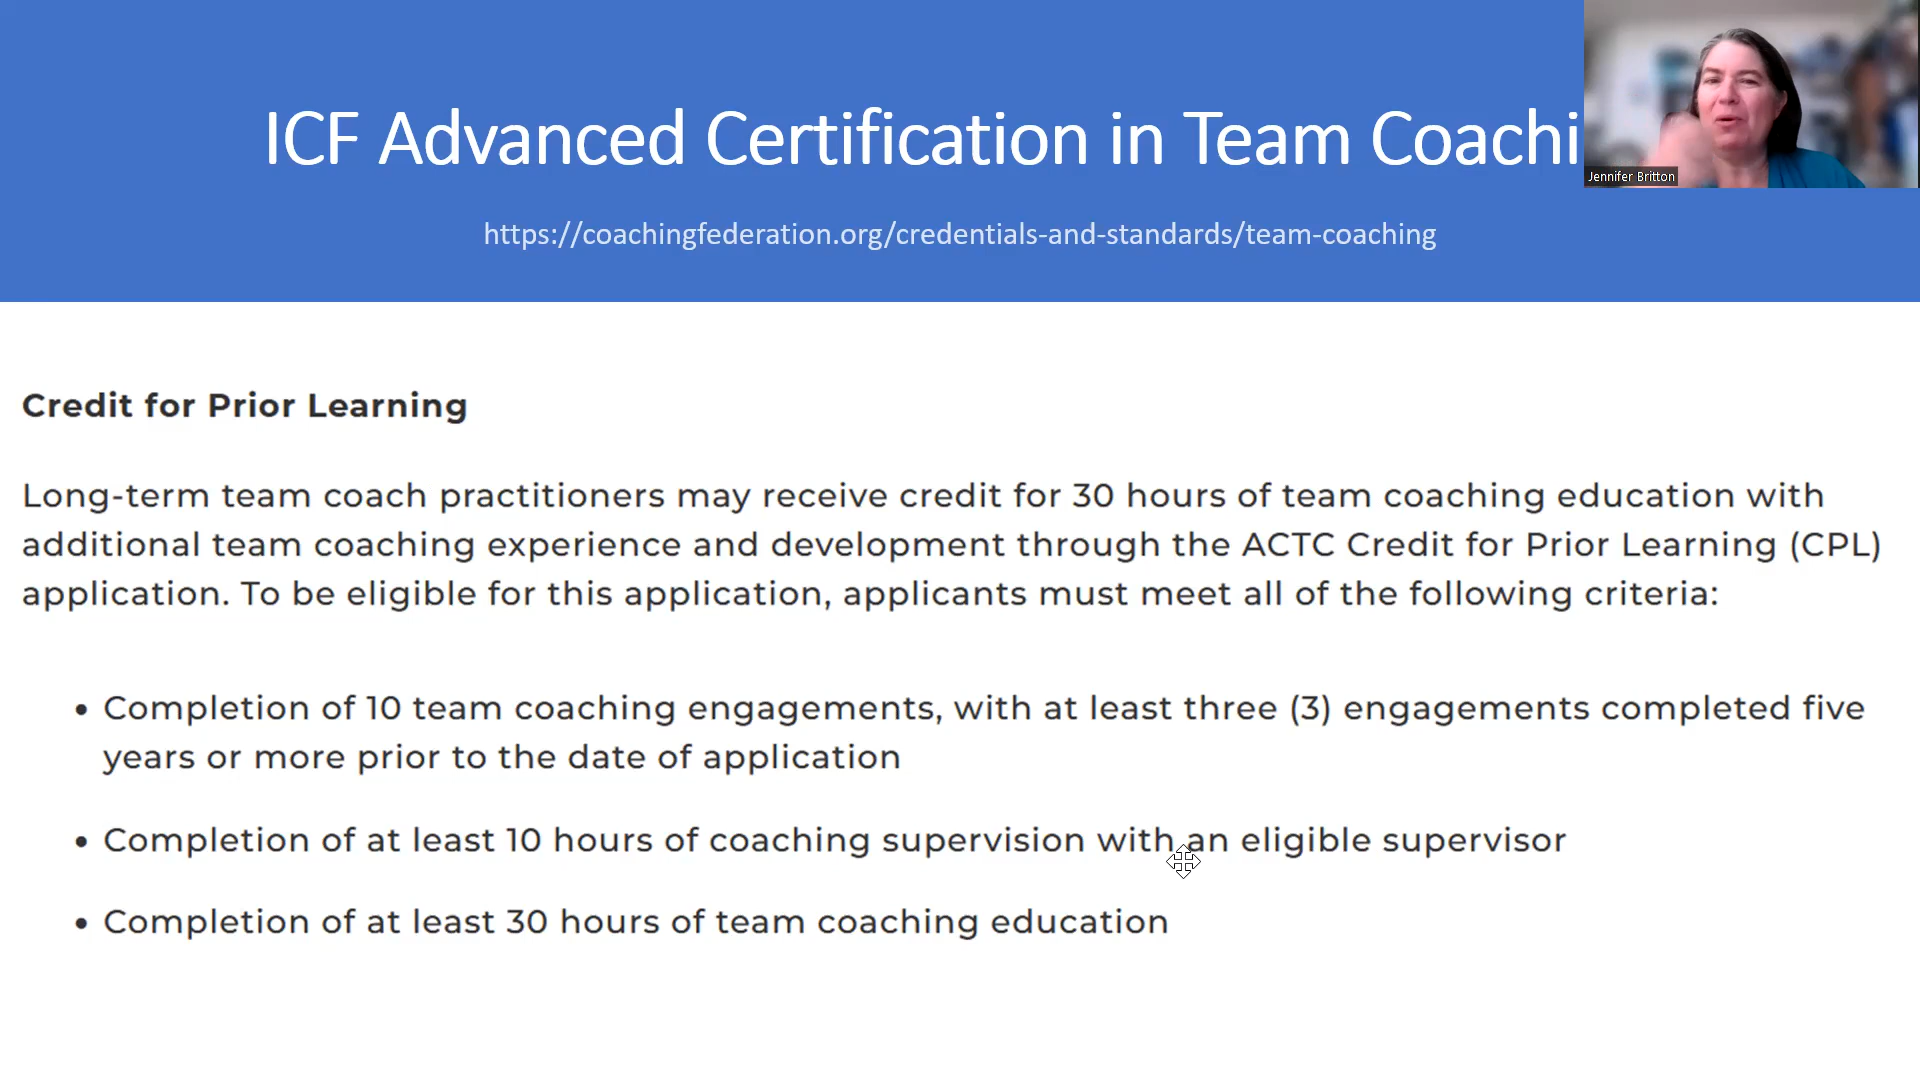 ICF Advanced Certification in Team Coachi
Jennifer Britton
https://coachingfederation.org/credentials-and-standards/team-coaching
Credit for Prior Learning
Long-term team coach practitioners may receive credit for 30 hours of team coaching education with
additional team coaching experience and development through the ACTC Credit for Prior Learning (CPL)
application. To be eligible for this application, applicants must meet all of the following criteria:
• Completion of 10 team coaching engagements, with at least three (3) engagements completed five
years or more prior to the date of application
• Completion of at least 10 hours of coaching supervision with an eligible supervisor
• Completion of at least 30 hours of team coaching education